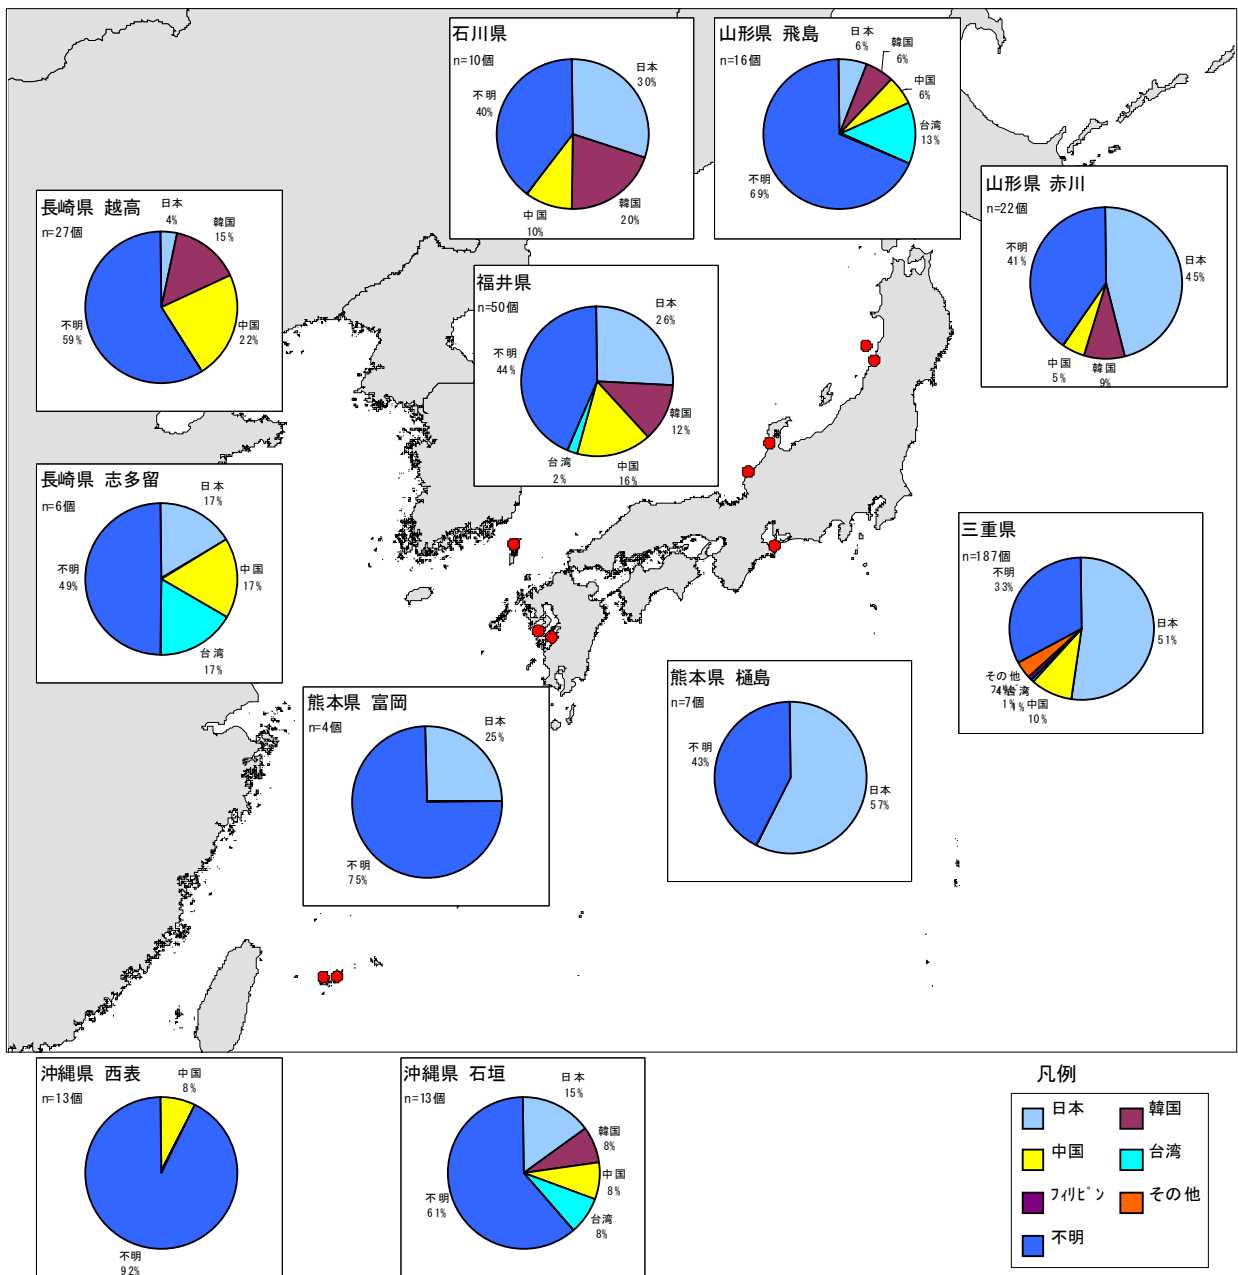 石川県
n=10個
日本
30%
韓国
20%
中国
10%
不明
40%
山形県 飛島
n=16個
日本
6%
韓国
6%
中国
6%
台湾
13%
不明
69%
山形県 赤川
n=22個
日本
45%
韓国
9%
中国
5%
不明
41%
長崎県 越高
n=27個
日本
4%
韓国
15%
中国
22%
不明
59%
福井県
n=50個
日本
26%
韓国
12%
中国
16%
台湾
2%
不明
44%
長崎県 志多留
n=6個
日本
17%
中国
17%
台湾
17%
不明
49%
三重県
n=187個
日本
51%
中国
10%
台湾
1%
1%
その他
4%
不明
33%
熊本県 富岡
n=4個
日本
25%
不明
75%
熊本県 樋島
n=7個
日本
57%
不明
43%
沖縄県 西表
n=13個
中国
8%
不明
92%
沖縄県 石垣
n=13個
日本
15%
韓国
8%
中国
8%
台湾
8%
不明
61%
凡例
日本
韓国
中国
台湾
ﾌｨﾘﾋﾟﾝ
その他
不明